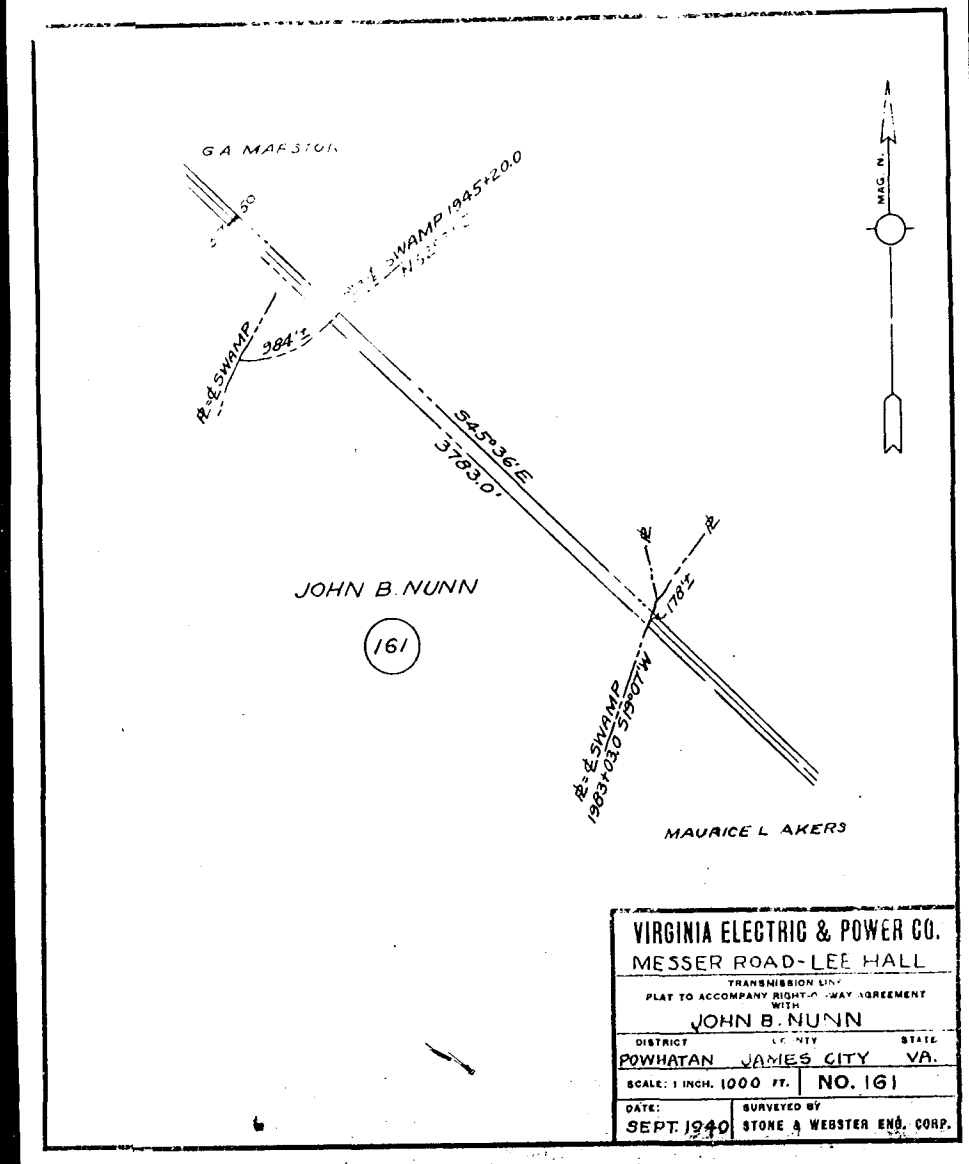 G A MARSTON
50
℄ SWAMP 1945+20.0
MAG. N.
984'±
℄ SWAMP
S45°36'E
3783.0'
JOHN B. NUNN
161
178'±
℄ SWAMP
1983+03.0 S19°07'W
MAURICE L AKERS
VIRGINIA ELECTRIC & POWER CO.
MESSER ROAD-LEE HALL
TRANSMISSION LINE
PLAT TO ACCOMPANY RIGHT-OF-WAY AGREEMENT
WITH
JOHN B. NUNN
DISTRICT COUNTY STATE
POWHATAN JAMES CITY VA.
SCALE: 1 INCH. 1000 FT. NO. 161
DATE: SURVEYED BY
SEPT. 1940 STONE & WEBSTER ENG. CORP.